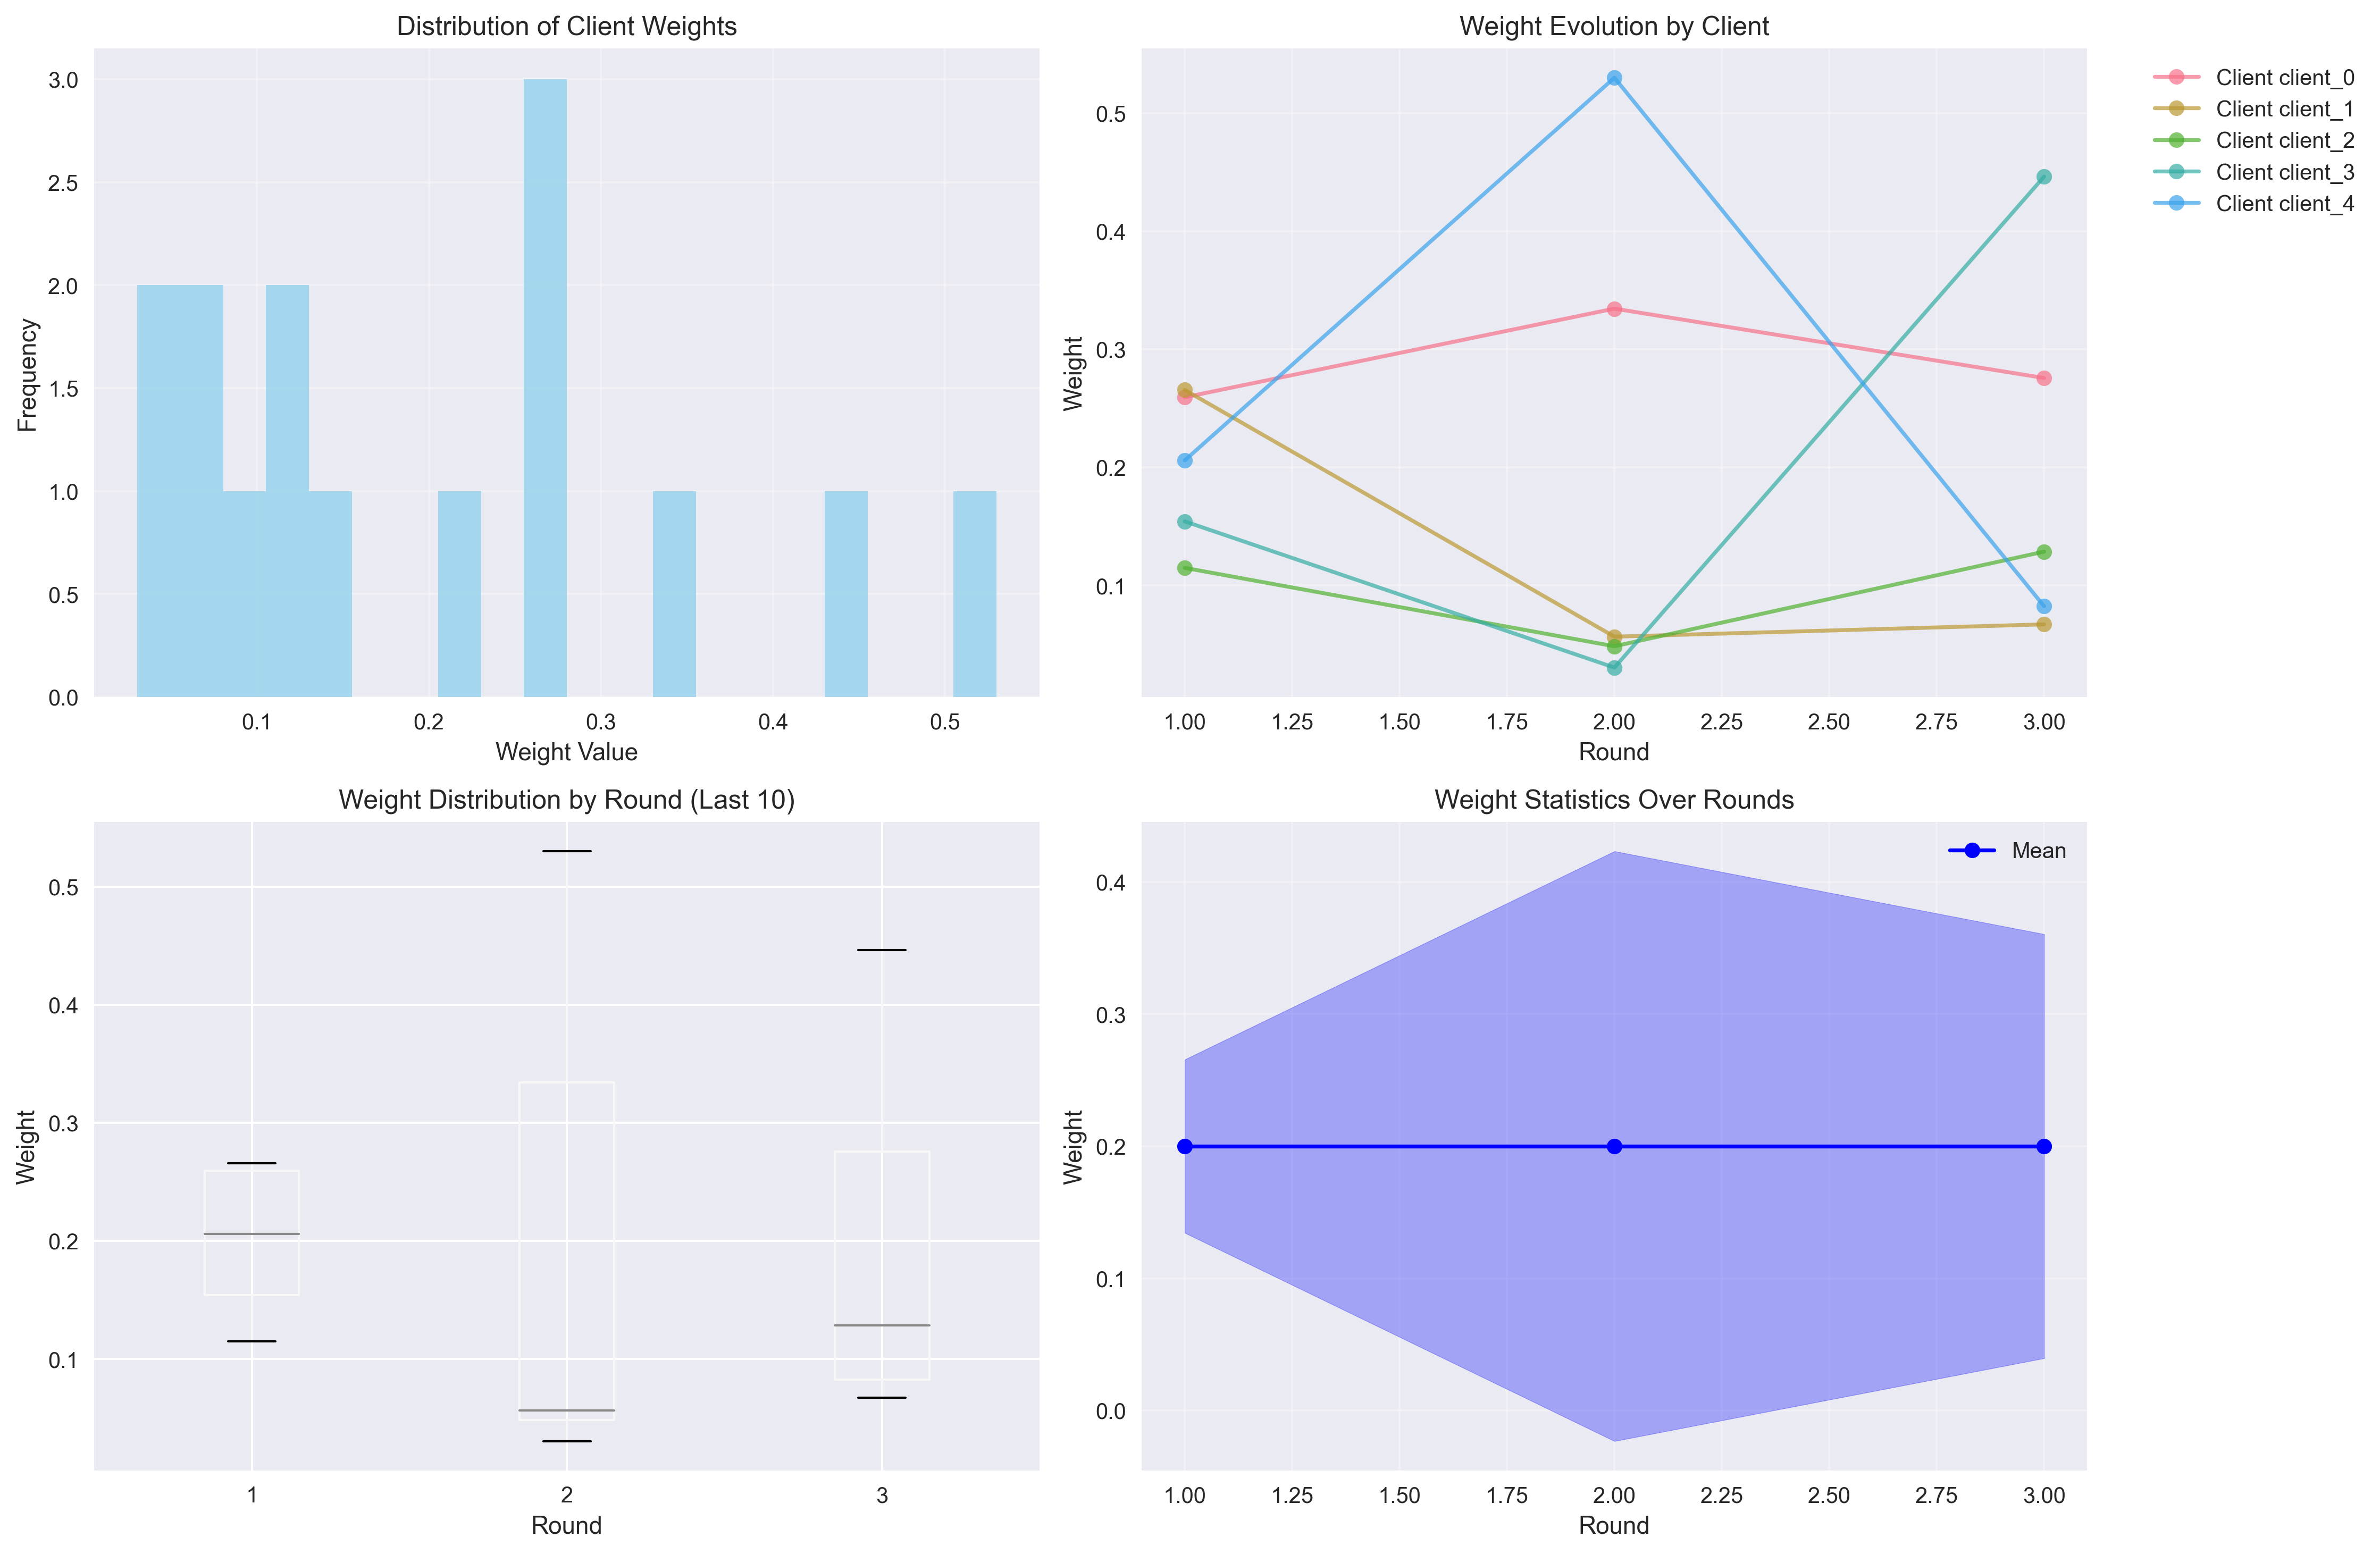 Distribution of Client Weights
3.0
2.5
2.0
1.5
1.0
0.5
0.0
Frequency
0.1 0.2 0.3 0.4 0.5
Weight Value
Weight Evolution by Client
0.5
0.4
0.3
0.2
0.1
Weight
1.00 1.25 1.50 1.75 2.00 2.25 2.50 2.75 3.00
Round
Client client_0
Client client_1
Client client_2
Client client_3
Client client_4
Weight Distribution by Round (Last 10)
0.5
0.4
0.3
0.2
0.1
Weight
1 2 3
Round
Weight Statistics Over Rounds
Mean
0.4
0.3
0.2
0.1
0.0
Weight
1.00 1.25 1.50 1.75 2.00 2.25 2.50 2.75 3.00
Round